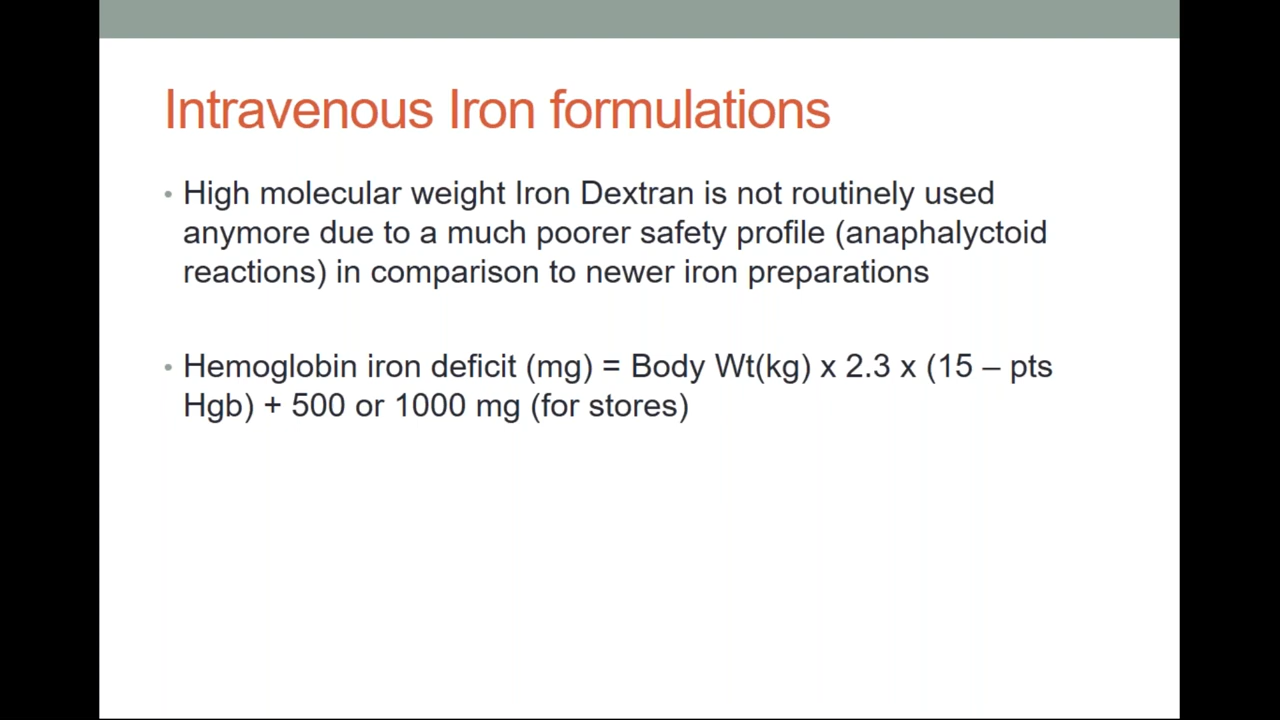 Intravenous Iron formulations
• High molecular weight Iron Dextran is not routinely used
anymore due to a much poorer safety profile (anaphalyctoid
reactions) in comparison to newer iron preparations
• Hemoglobin iron deficit (mg) = Body Wt(kg) x 2.3 x (15 – pts
Hgb) + 500 or 1000 mg (for stores)